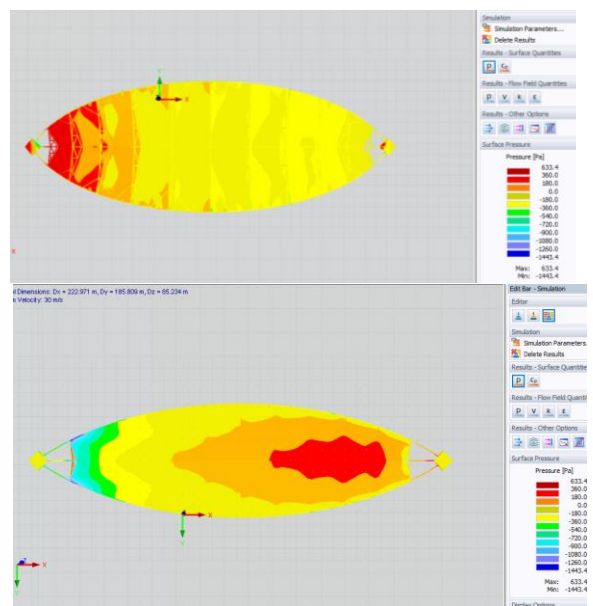 Simulation
Simulation Parameters...
Delete Results
Results - Surface Quantities
p Cp
Results - Flow Field Quantities
P V k ε
Results - Other Options
Surface Pressure
Pressure [Pa]
633.4
360.0
180.0
0.0
-180.0
-360.0
-540.0
-720.0
-900.0
-1080.0
-1260.0
-1443.4
Max: 633.4
Min: -1443.4
Y
X
X
l Dimensions: Dx = 222.971 m, Dy = 185.809 m, Dz = 65.234 m
Velocity: 30 m/s
Edit Bar - Simulation
Editor
Simulation
Simulation Parameters.
Delete Results
Results - Surface Quantitie
p Cp
Results - Flow Field Quantit
P V k ε
Results - Other Options
Surface Pressure
Pressure [Pa]
633.4
360.0
180.0
0.0
-180.0
-360.0
-540.0
-720.0
-900.0
-1080.0
-1260.0
-1443.4
Max: 633.4
Min: -1443.4
X
Y
Z
X
Y
Display Options